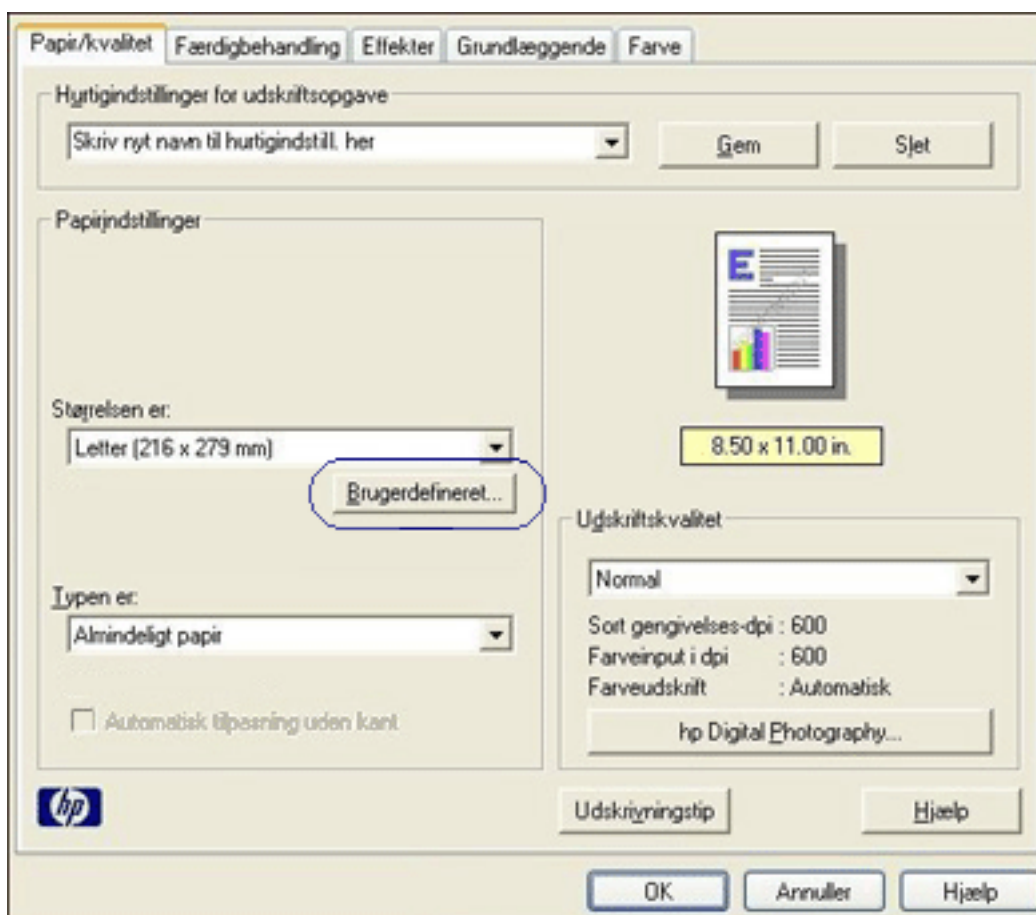 Papir/kvalitet Færdigbehandling Effekter Grundlæggende Farve
Hurtigindstillinger for udskriftsopgave
Skriv nyt navn til hurtigindstill. her
Gem
Slet
Papirindstillinger
E
8.50 x 11.00 in.
Størrelsen er:
Letter (216 x 279 mm)
Brugerdefineret...
Typen er:
Almindeligt papir
Automatisk tilpasning uden kant
Udskriftskvalitet
Normal
Sort gengivelses-dpi : 600
Farveinput i dpi : 600
Farveudskrift : Automatisk
hp Digital Photography...
hp
Udskrivningstip
Hjælp
OK
Annuller
Hjælp